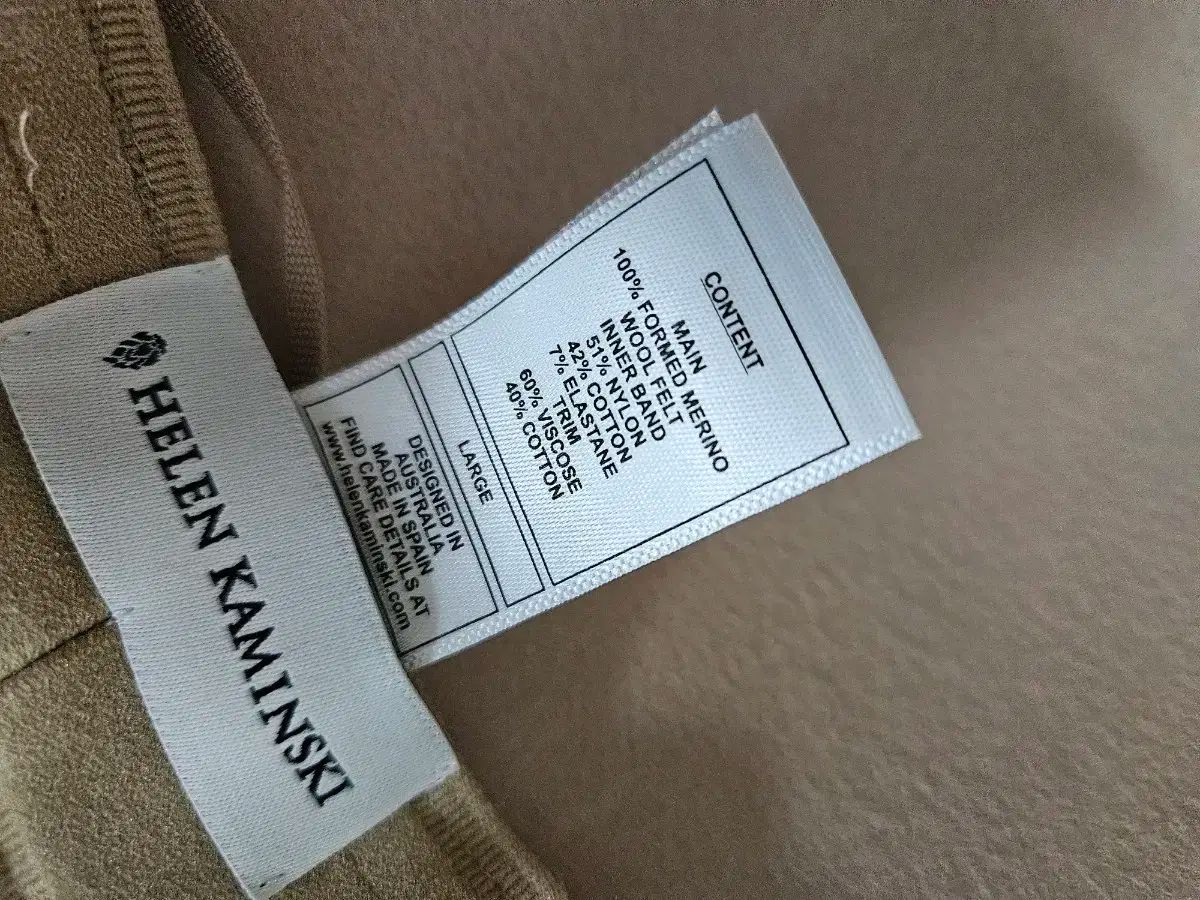 HELEN KAMINSKI
CONTENT
MAIN
100% FORMED MERINO
WOOL FELT
INNER BAND
51% NYLON
42% COTTON
7% ELASTANE
TRIM
60% VISCOSE
40% COTTON
LARGE
DESIGNED IN
AUSTRALIA
MADE IN SPAIN
FIND CARE DETAILS AT
www.helenkaminski.com